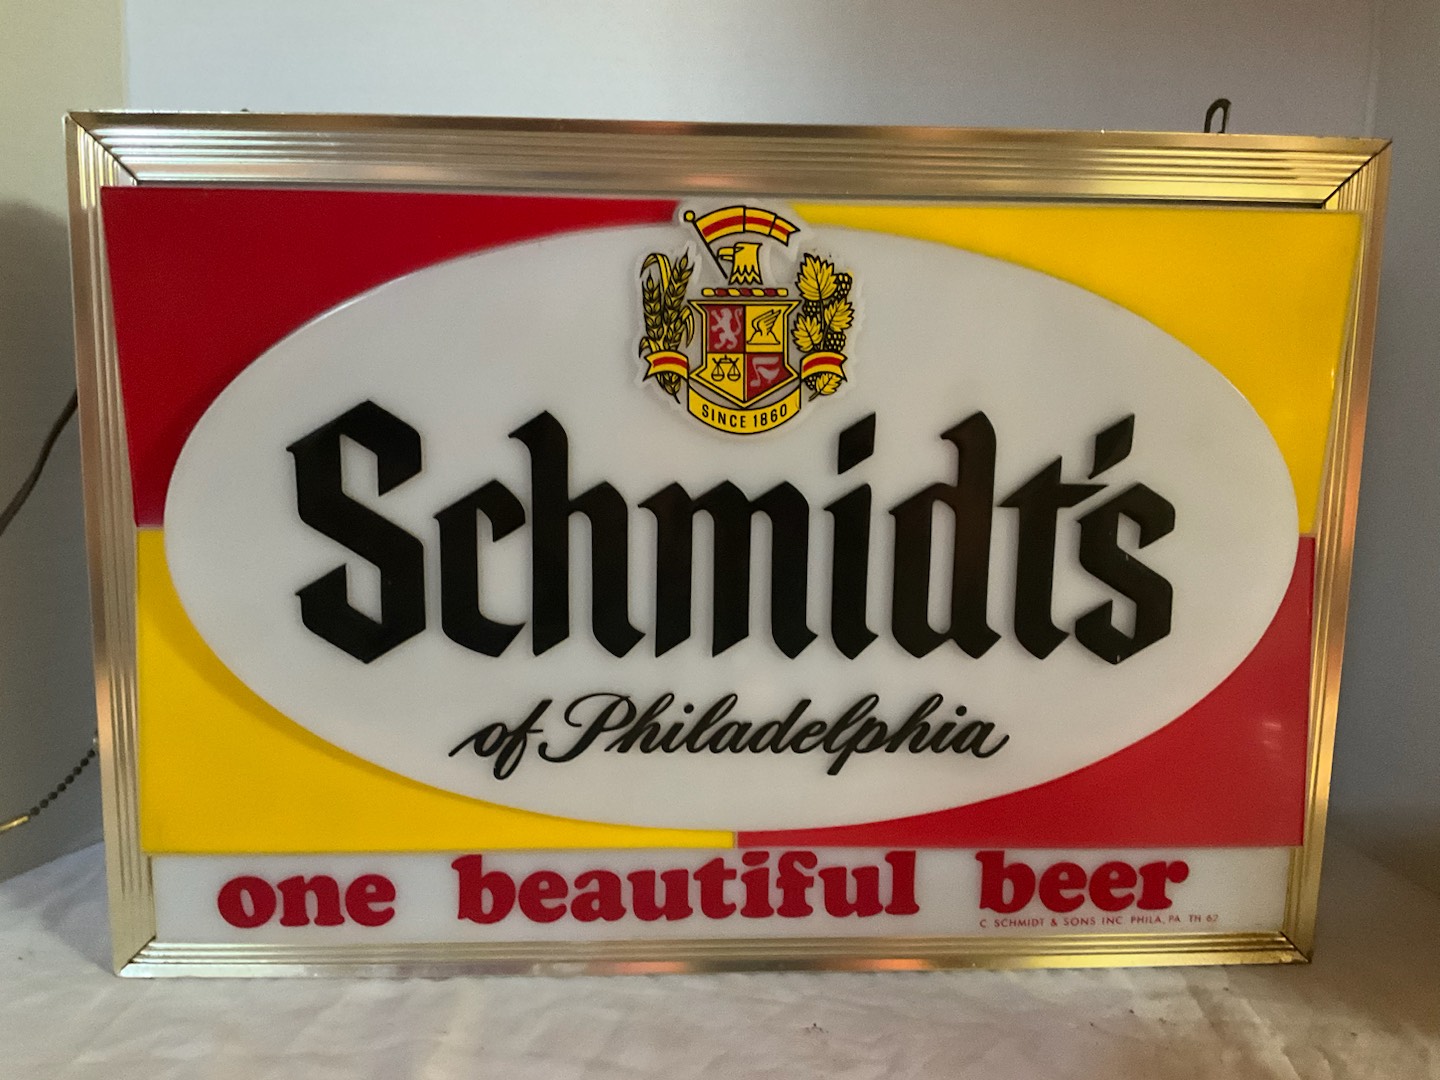 SINCE 1860
Schmidt's
of Philadelphia
one beautiful beer
C. SCHMIDT & SONS INC. PHILA, PA. TN 62